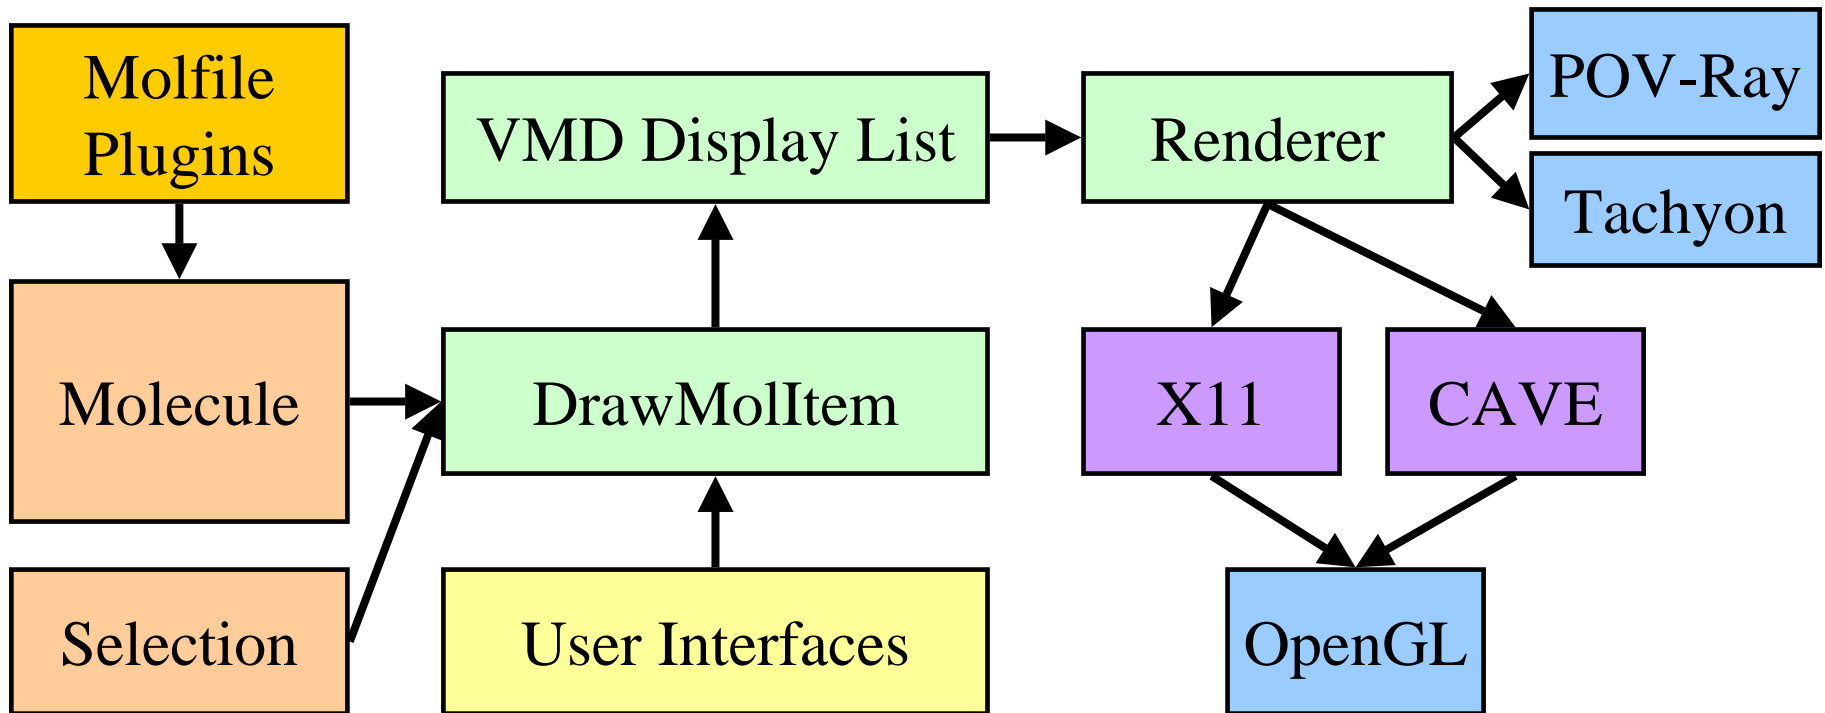 Molfile
Plugins
VMD Display List
Renderer
POV-Ray
Tachyon
Molecule
DrawMolItem
X11
CAVE
Selection
User Interfaces
OpenGL